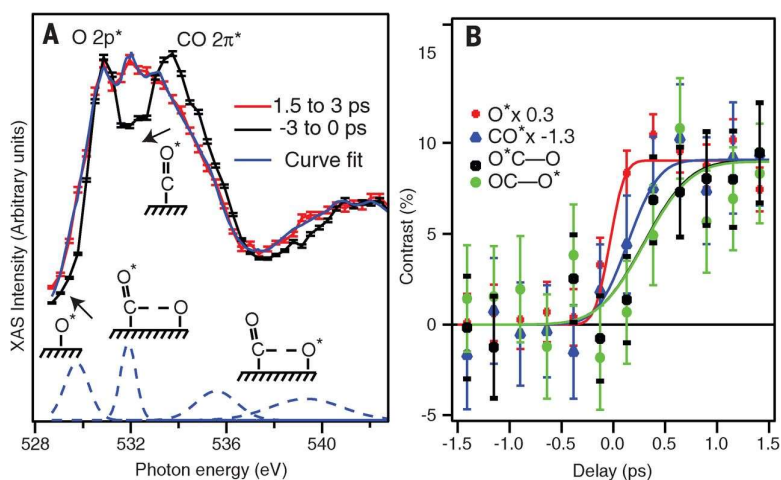 A
O 2p*
CO 2π*
1.5 to 3 ps
-3 to 0 ps
Curve fit
O*
C
O*
O*
C
O
O
C
O*
XAS Intensity (Arbitrary units)
528
532
536
540
Photon energy (eV)
B
15
10
5
0
-5
O*x 0.3
CO*x -1.3
O*C—O
OC—O*
Contrast (%)
-1.5
-1.0
-0.5
0.0
0.5
1.0
1.5
Delay (ps)